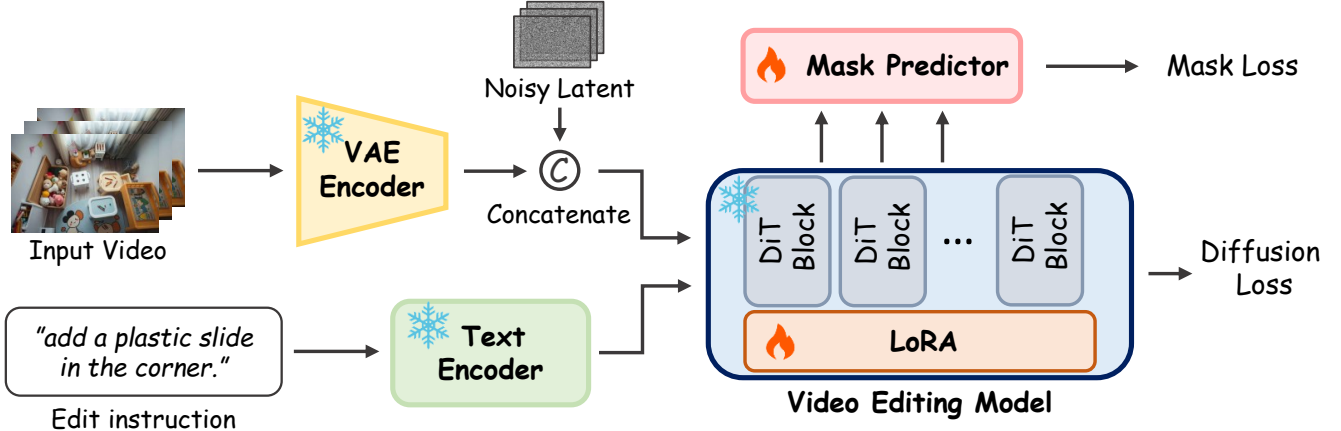 Noisy Latent
Mask Predictor
Mask Loss
VAE
Encoder
C
Concatenate
Input Video
DiT
Block
DiT
Block
...
DiT
Block
Diffusion
Loss
"add a plastic slide
in the corner."
Edit instruction
Text
Encoder
LoRA
Video Editing Model